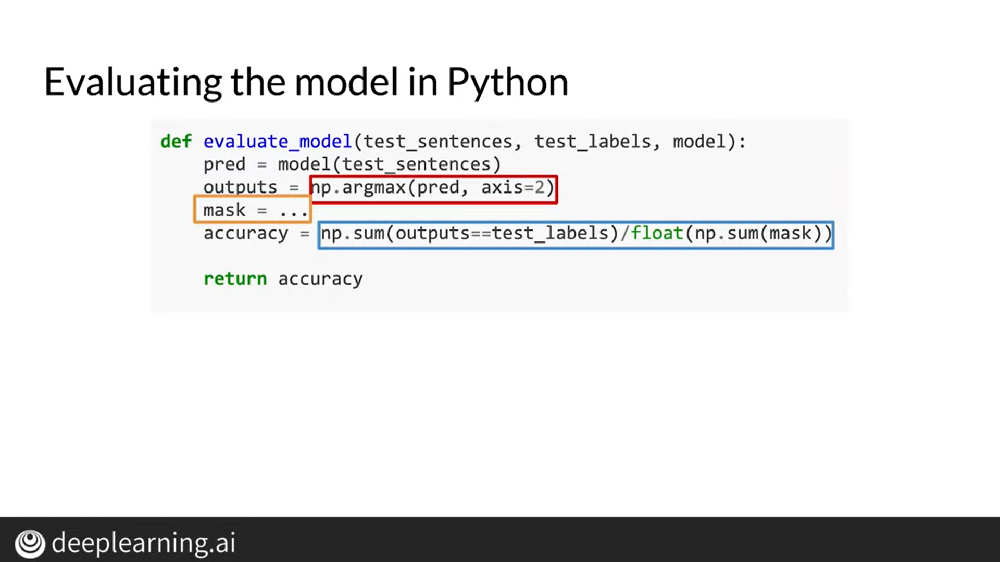 Evaluating the model in Python
def evaluate_model(test_sentences, test_labels, model):
    pred = model(test_sentences)
    outputs = np.argmax(pred, axis=2)
    mask = ...
    accuracy = np.sum(outputs==test_labels)/float(np.sum(mask))
    return accuracy
deeplearning.ai